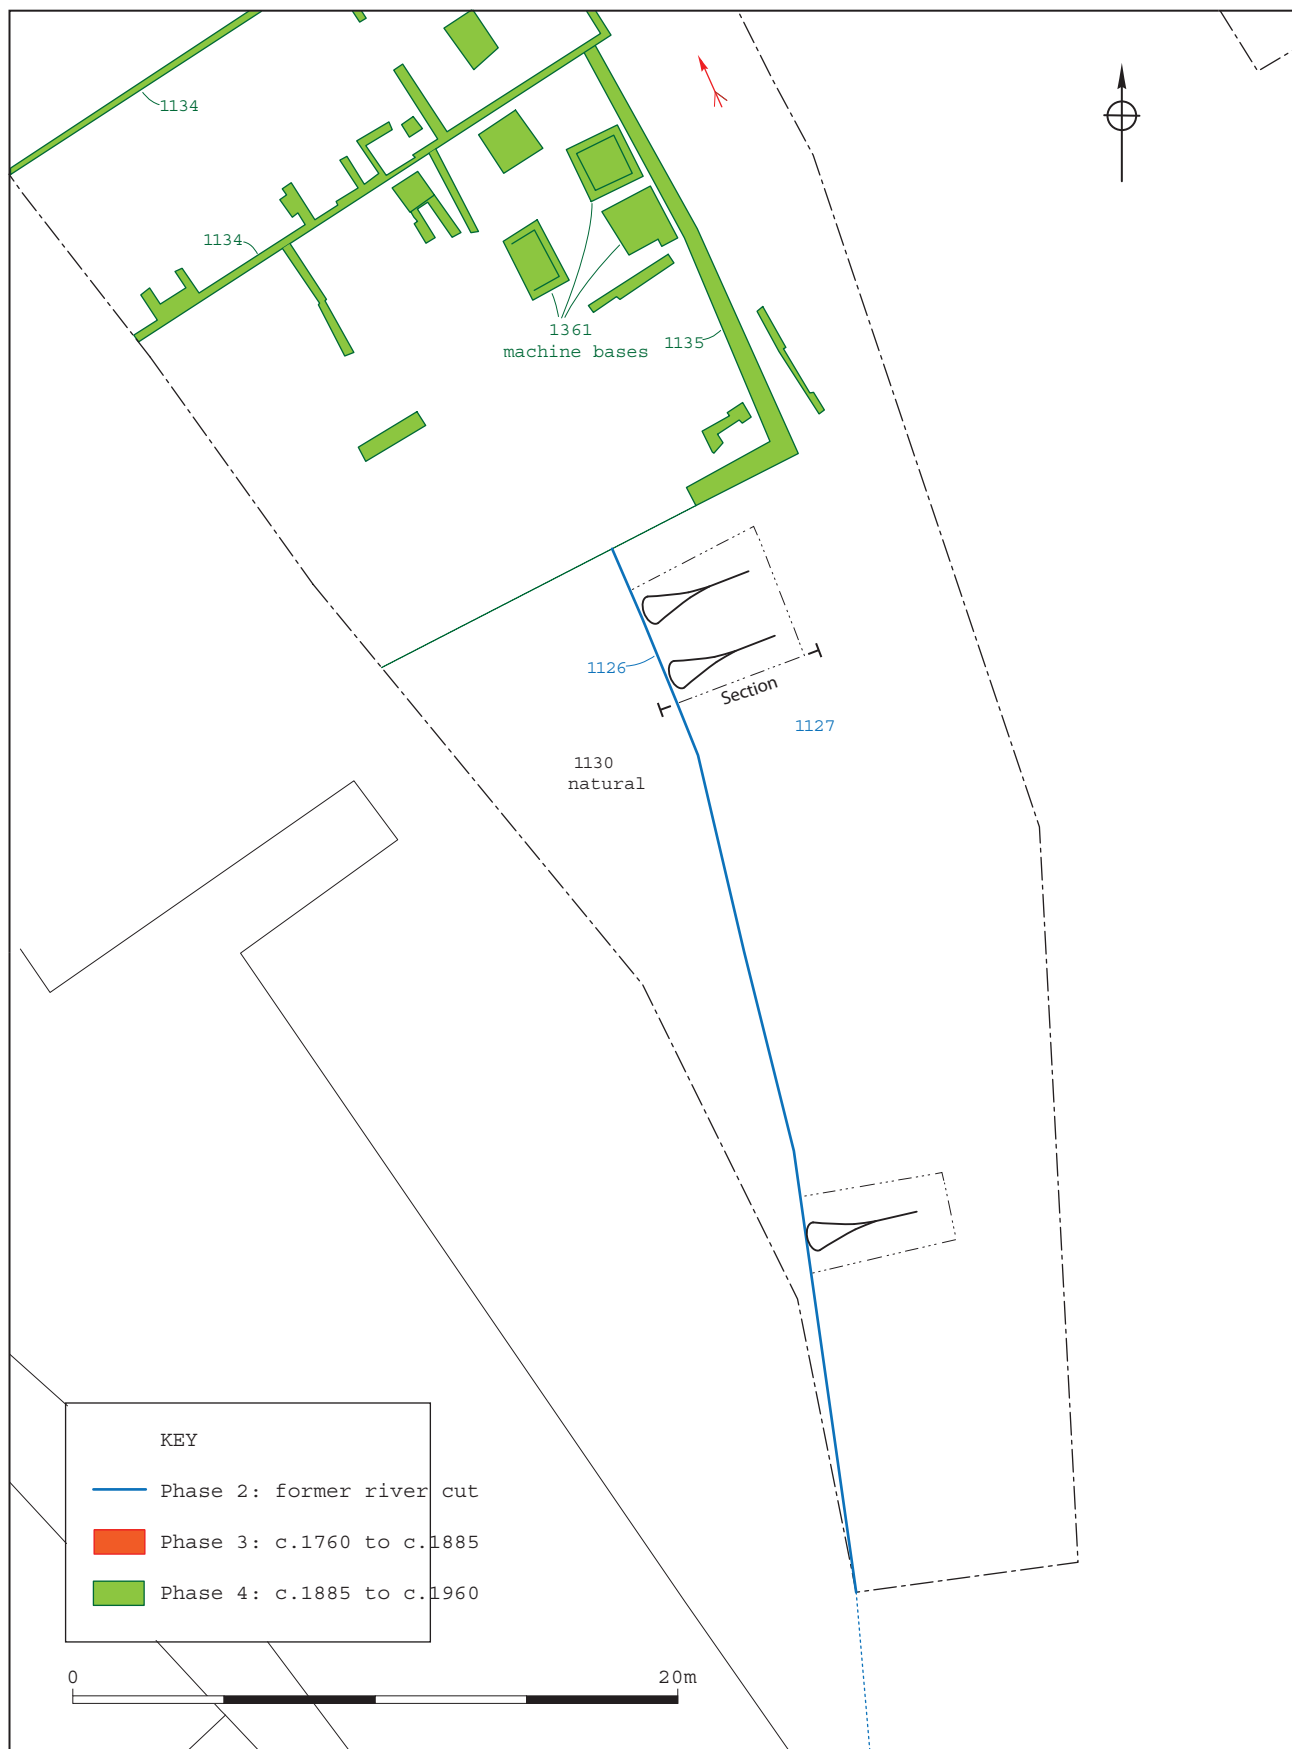 1134
1134
1361
machine bases
1135
1126
Section
1127
1130
natural
KEY
Phase 2: former river cut
Phase 3: c.1760 to c.1885
Phase 4: c.1885 to c.1960
0 20m